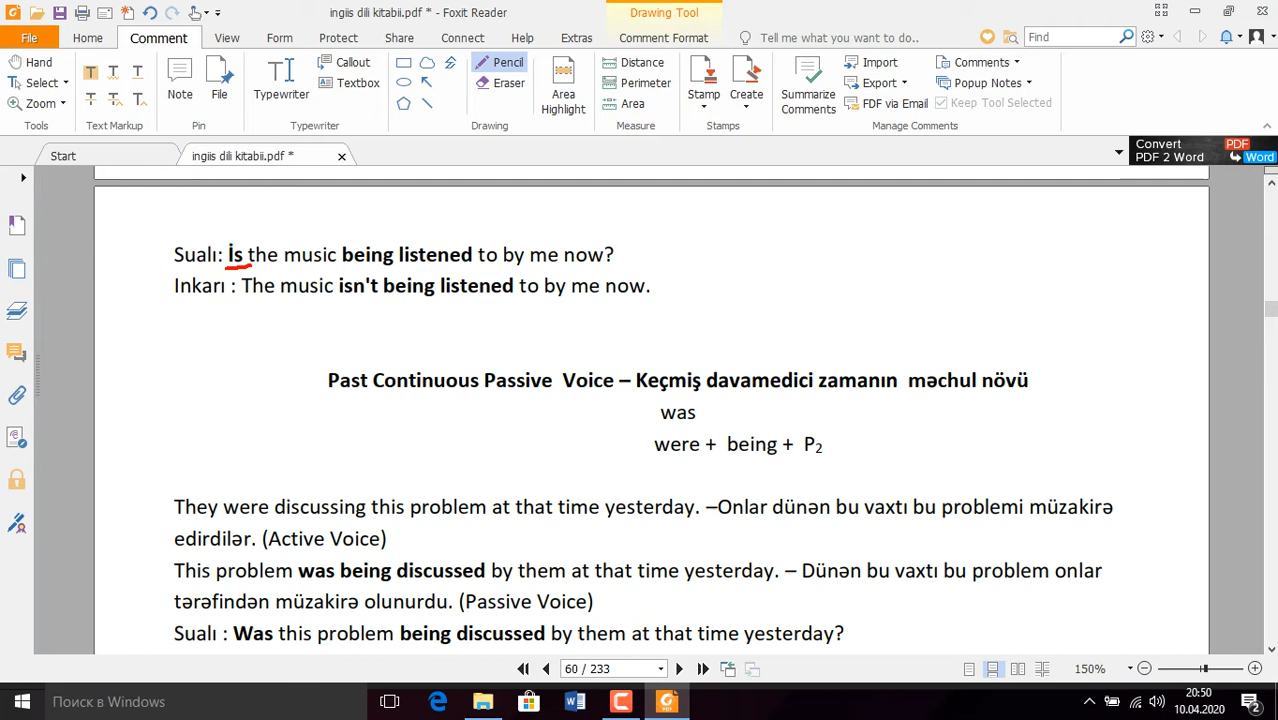 ingiis dili kitabii.pdf * - Foxit Reader
Drawing Tool
File
Home
Comment
View
Form
Protect
Share
Connect
Help
Extras
Comment Format
Tell me what you want to do..
Find
Hand
Select
Zoom
Tools
Text Markup
Note
File
Pin
Typewriter
Callout
Textbox
Typewriter
Pencil
Eraser
Drawing
Area Highlight
Distance
Perimeter
Area
Measure
Stamp
Create
Stamps
Summarize Comments
Import
Export
FDF via Email
Comments
Popup Notes
Keep Tool Selected
Manage Comments
Start
ingiis dili kitabii.pdf *
Convert PDF
PDF 2 Word Word
Sualı: İs the music being listened to by me now?
Inkarı : The music isn't being listened to by me now.
Past Continuous Passive Voice – Keçmiş davamedici zamanın məchul növü
was
were + being + P₂
They were discussing this problem at that time yesterday. –Onlar dünən bu vaxtı bu problemi müzakirə
edirdilər. (Active Voice)
This problem was being discussed by them at that time yesterday. – Dünən bu vaxtı bu problem onlar
tərəfindən müzakirə olunurdu. (Passive Voice)
Sualı : Was this problem being discussed by them at that time yesterday?
60 / 233
150%
Поиск в Windows
20:50
10.04.2020
2